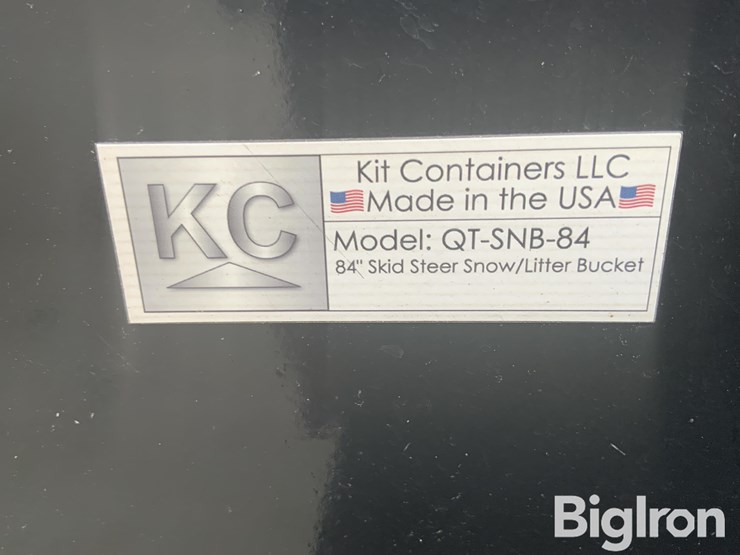 KC
Kit Containers LLC
Made in the USA
Model: QT-SNB-84
84" Skid Steer Snow/Litter Bucket
BigIron